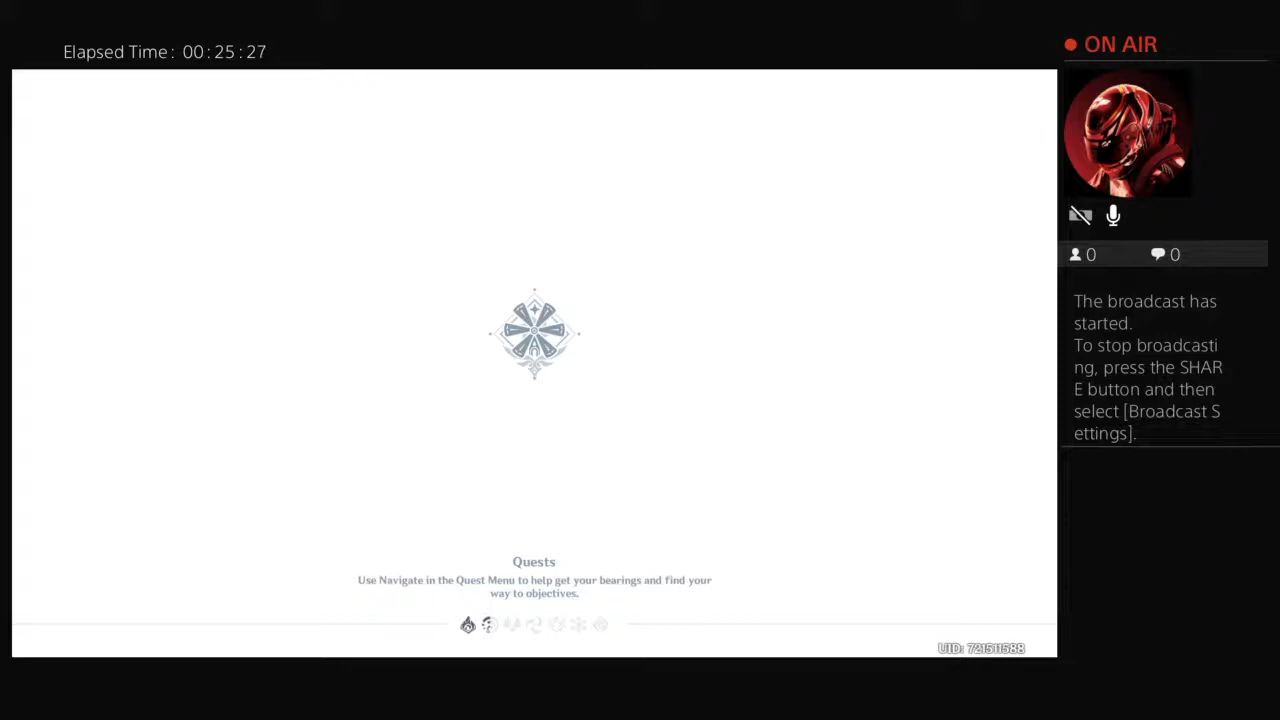 Elapsed Time: 00:25:27
ON AIR
0
0
The broadcast has
started.
To stop broadcasti
ng, press the SHAR
E button and then
select [Broadcast S
ettings].
Quests
Use Navigate in the Quest Menu to help get your bearings and find your
way to objectives.
UID: 721511588